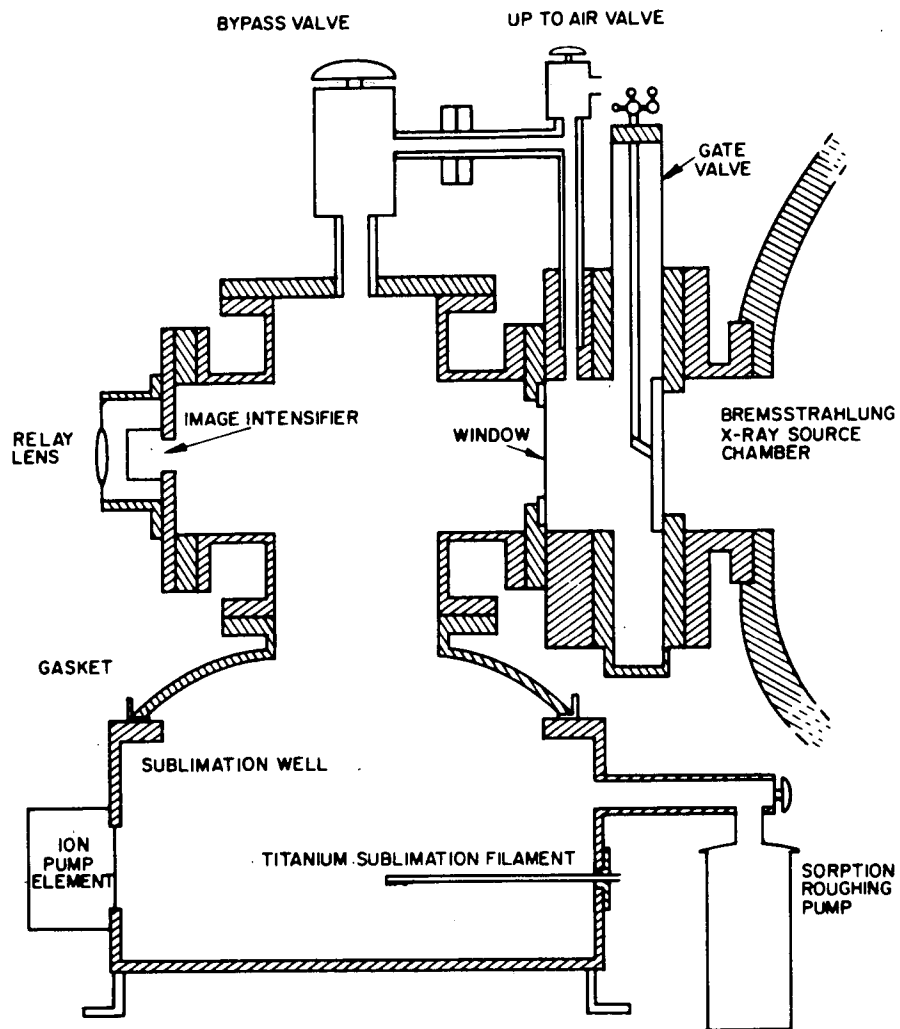 BYPASS VALVE
UP TO AIR VALVE
GATE
VALVE
IMAGE INTENSIFIER
RELAY
LENS
WINDOW
BREMSSTRAHLUNG
X-RAY SOURCE
CHAMBER
GASKET
SUBLIMATION WELL
ION
PUMP
ELEMENT
TITANIUM SUBLIMATION FILAMENT
SORPTION
ROUGHING
PUMP